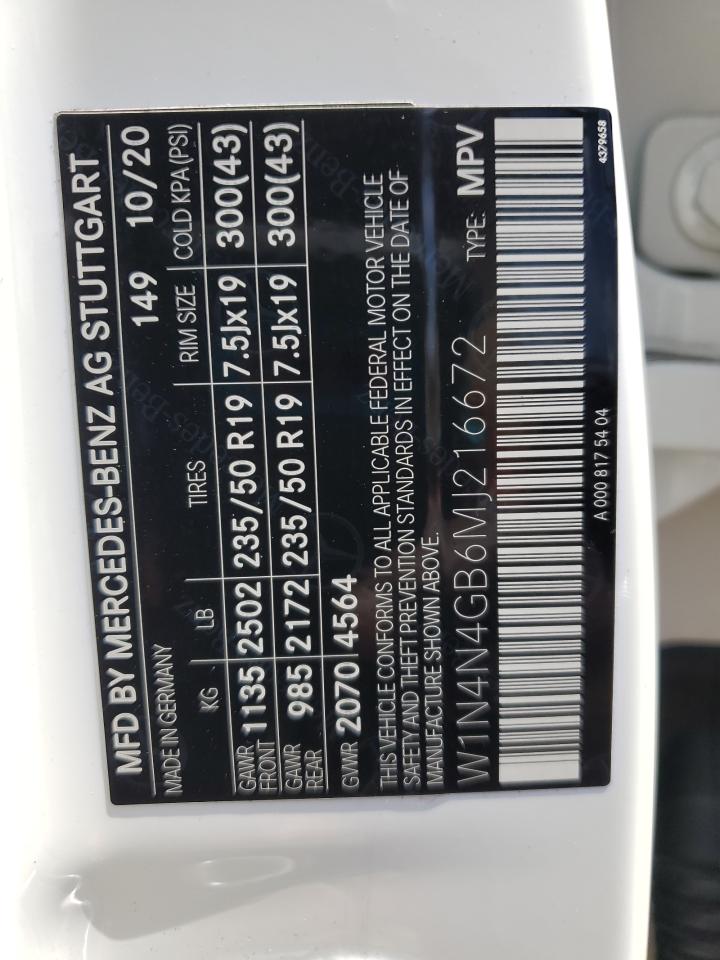 MFD BY MERCEDES-BENZ AG STUTTGART
MADE IN GERMANY 149 10/20
KG LB TIRES RIM SIZE COLD KPA(PSI)
GAWR FRONT 1135 2502 235/50 R19 7.5Jx19 300(43)
GAWR REAR 985 2172 235/50 R19 7.5Jx19 300(43)
GVWR 2070 4564
THIS VEHICLE CONFORMS TO ALL APPLICABLE FEDERAL MOTOR VEHICLE
SAFETY AND THEFT PREVENTION STANDARDS IN EFFECT ON THE DATE OF
MANUFACTURE SHOWN ABOVE.
W1N4N4GB6MJ216672 TYPE: MPV
A 000 817 54 04
4379658